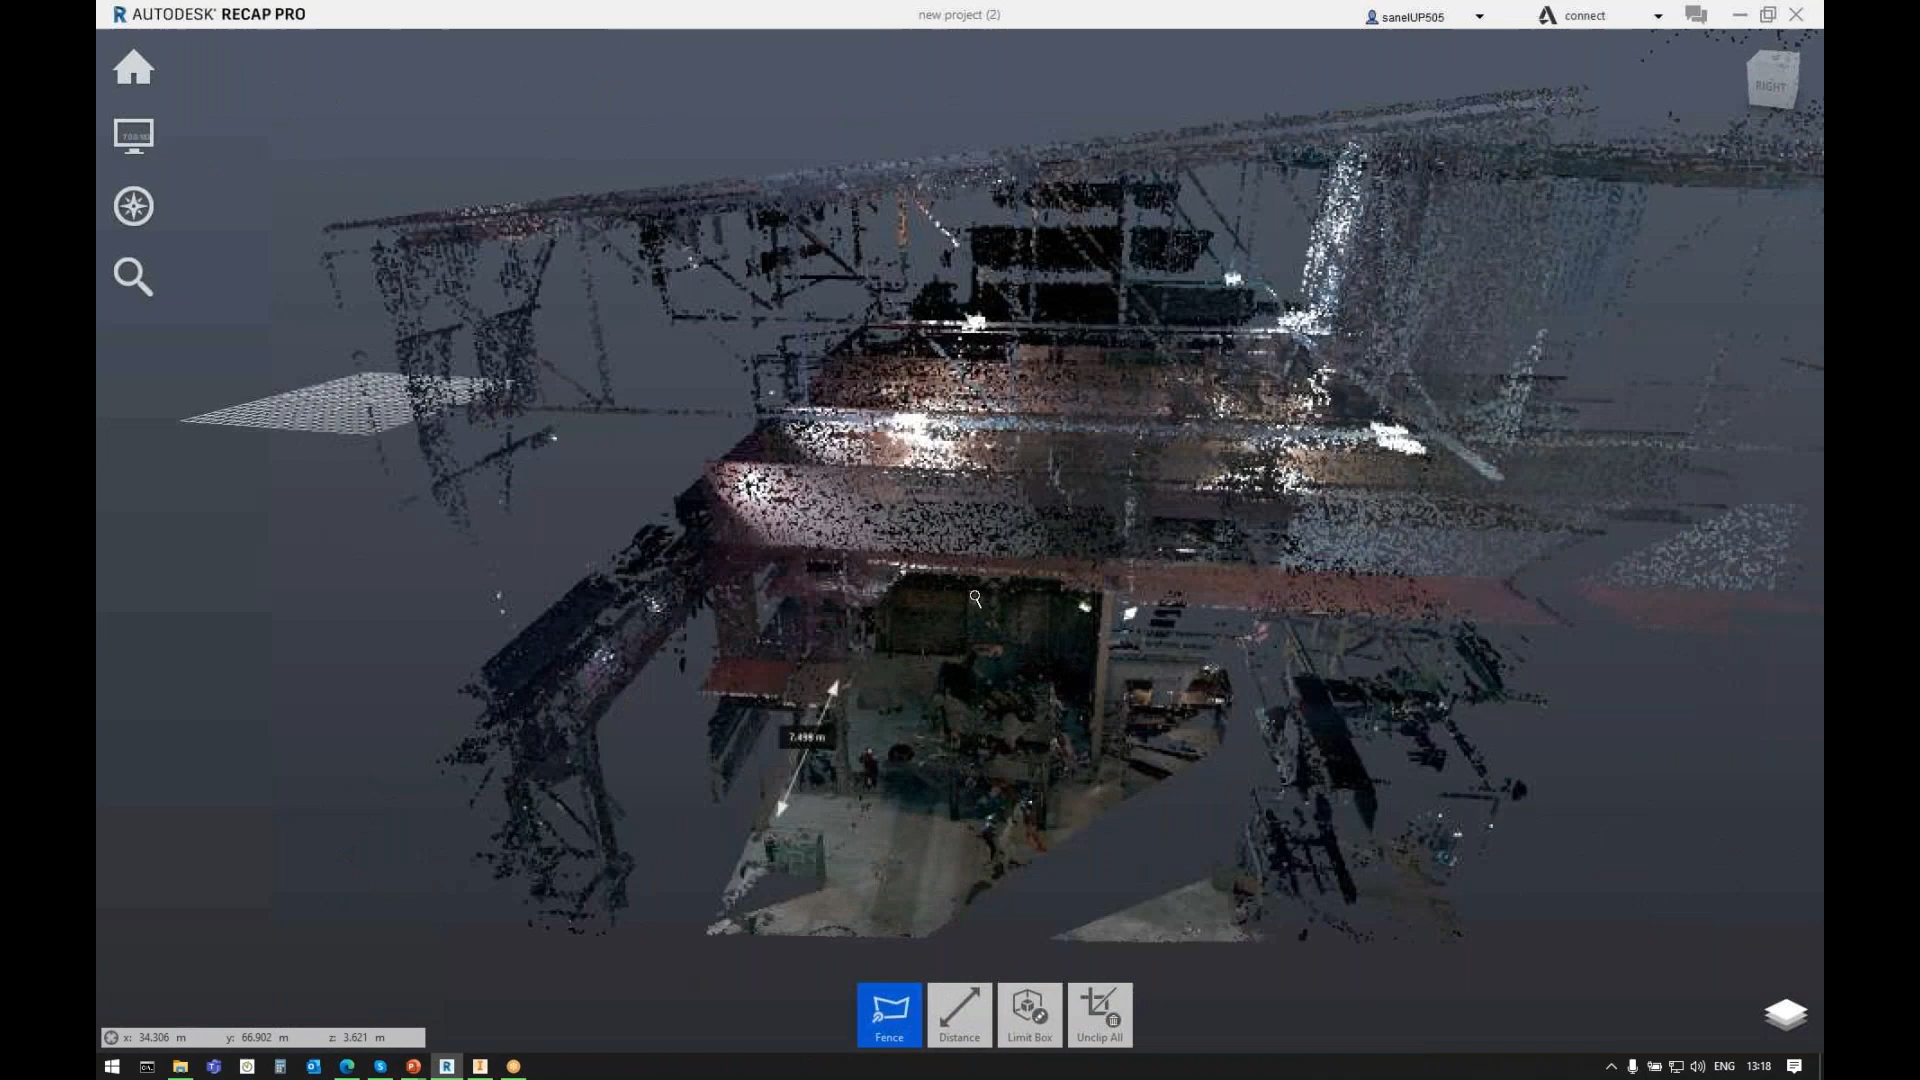 R AUTODESK® RECAP PRO
new project (2)
sanelUP505
connect
RIGHT
7.498 m
Fence
Distance
Limit Box
Unclip All
x: 34.306 m y: 66.902 m z: 3.621 m
ENG 13:18